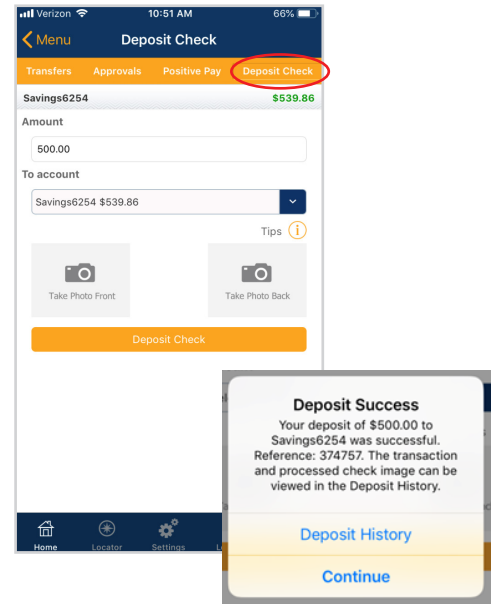 Verizon 10:51 AM 66%
Menu Deposit Check
Transfers Approvals Positive Pay Deposit Check
Savings6254 $539.86
Amount
500.00
To account
Savings6254 $539.86
Tips i
Take Photo Front Take Photo Back
Deposit Check
Home Locator Settings
Deposit Success
Your deposit of $500.00 to
Savings6254 was successful.
Reference: 374757. The transaction
and processed check image can be
viewed in the Deposit History.
Deposit History
Continue